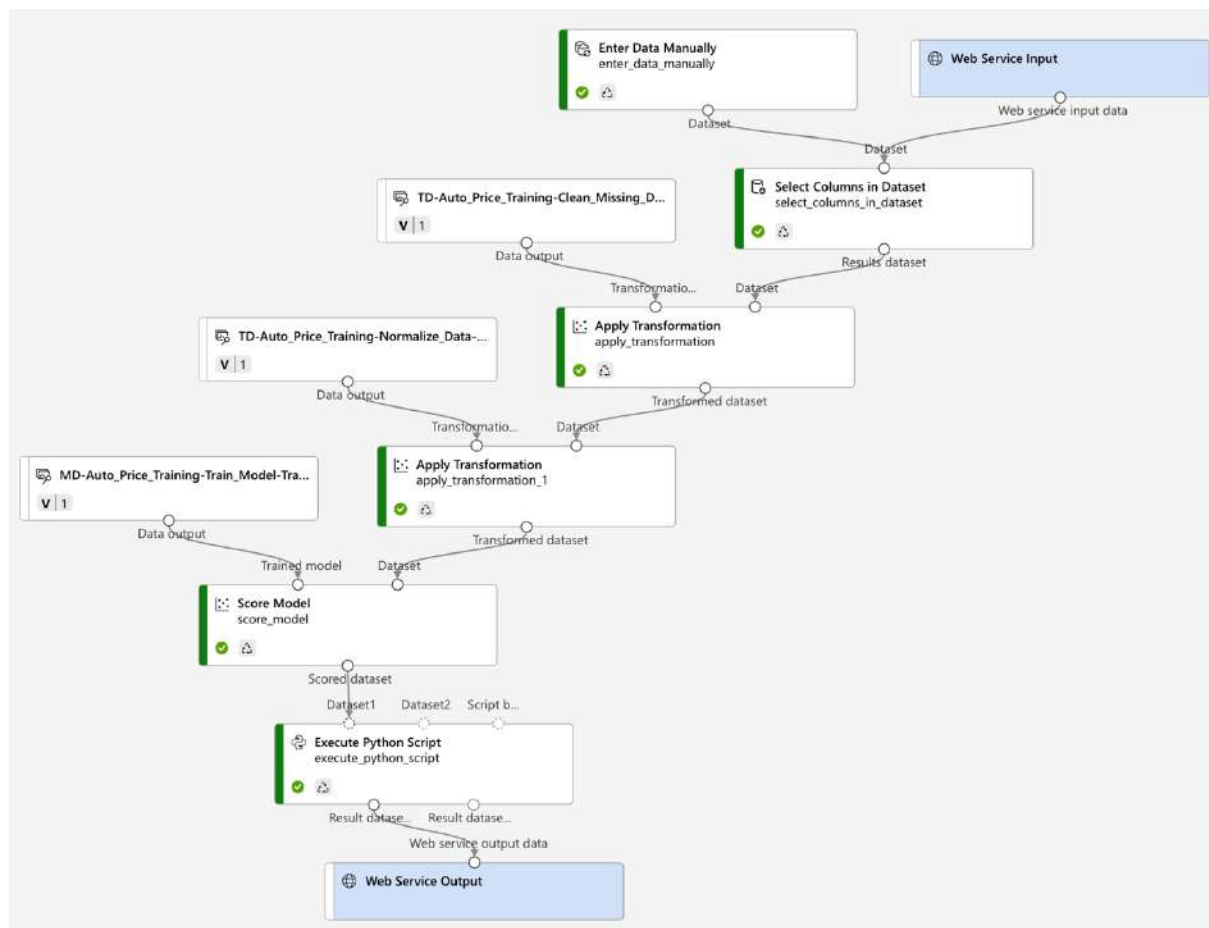 Enter Data Manually
enter_data_manually
Dataset
Web Service Input
Web service input data
Dataset
Select Columns in Dataset
select_columns_in_dataset
Results dataset
TD-Auto_Price_Training-Clean_Missing_D...
V | 1
Data output
Transformatio...
Dataset
Apply Transformation
apply_transformation
Transformed dataset
TD-Auto_Price_Training-Normalize_Data-...
V | 1
Data output
Transformatio...
Dataset
Apply Transformation
apply_transformation_1
Transformed dataset
MD-Auto_Price_Training-Train_Model-Tra...
V | 1
Data output
Trained model
Dataset
Score Model
score_model
Scored dataset
Dataset1
Dataset2
Script b...
Execute Python Script
execute_python_script
Result datase...
Result datase...
Web service output data
Web Service Output